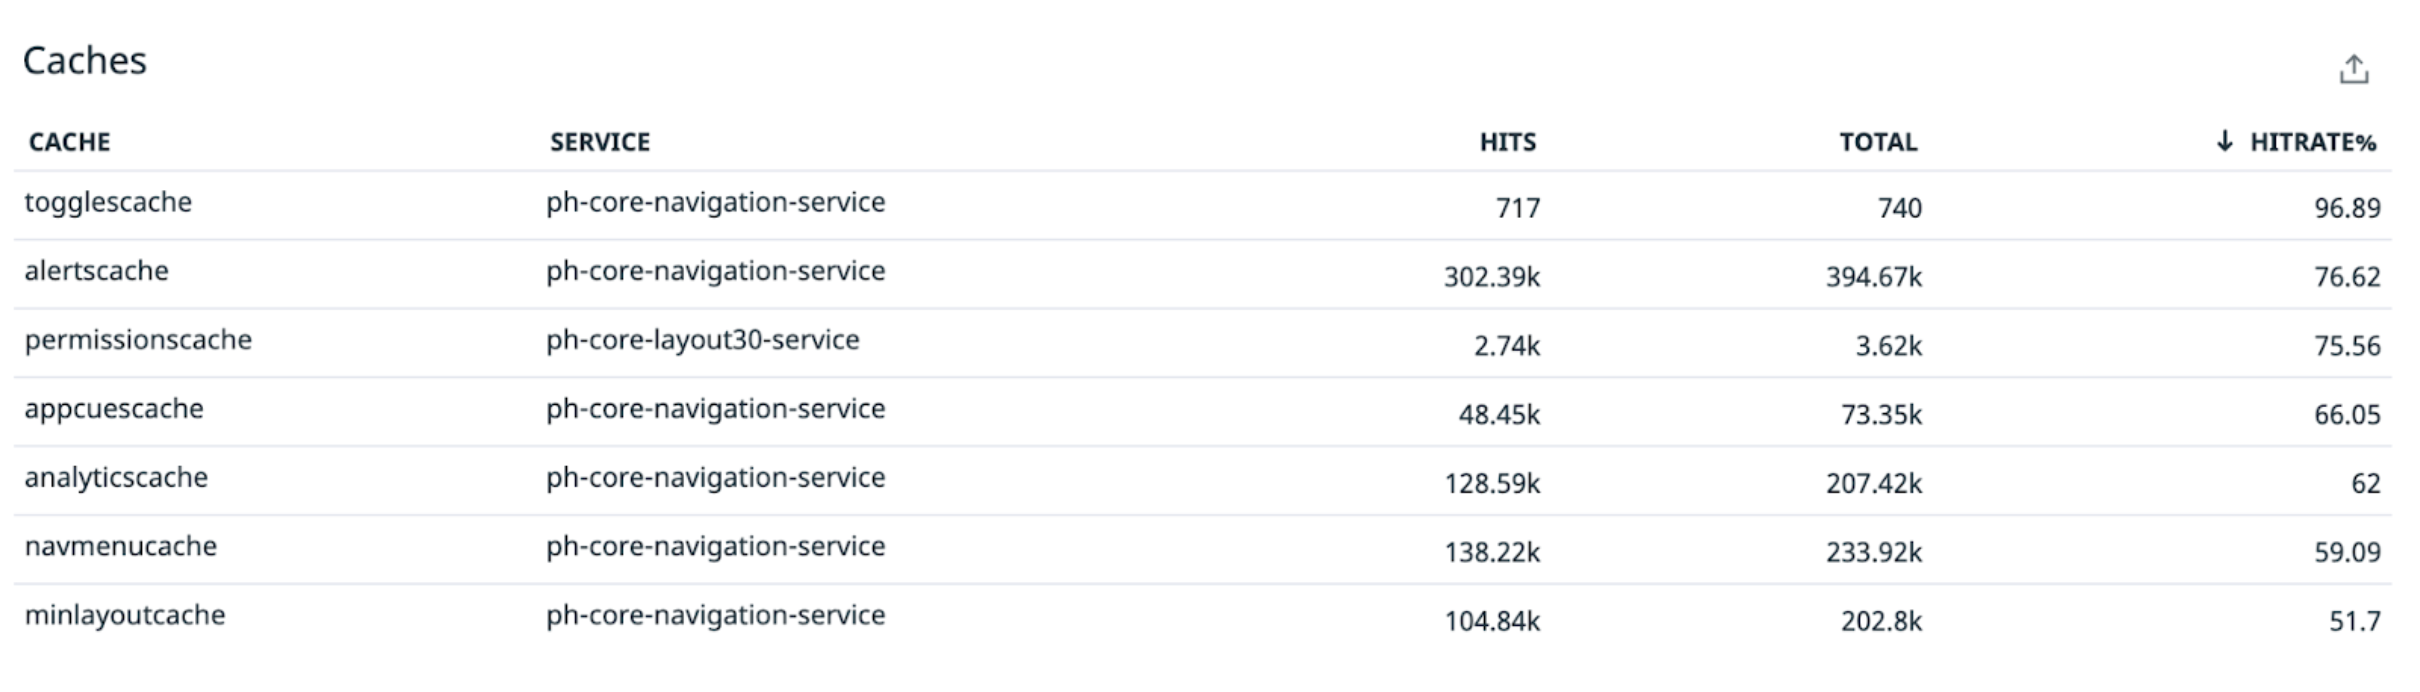 Caches
CACHE SERVICE HITS TOTAL ↓ HITRATE%
togglescache ph-core-navigation-service 717 740 96.89
alertscache ph-core-navigation-service 302.39k 394.67k 76.62
permissionscache ph-core-layout30-service 2.74k 3.62k 75.56
appcuescache ph-core-navigation-service 48.45k 73.35k 66.05
analyticscache ph-core-navigation-service 128.59k 207.42k 62
navmenucache ph-core-navigation-service 138.22k 233.92k 59.09
minlayoutcache ph-core-navigation-service 104.84k 202.8k 51.7